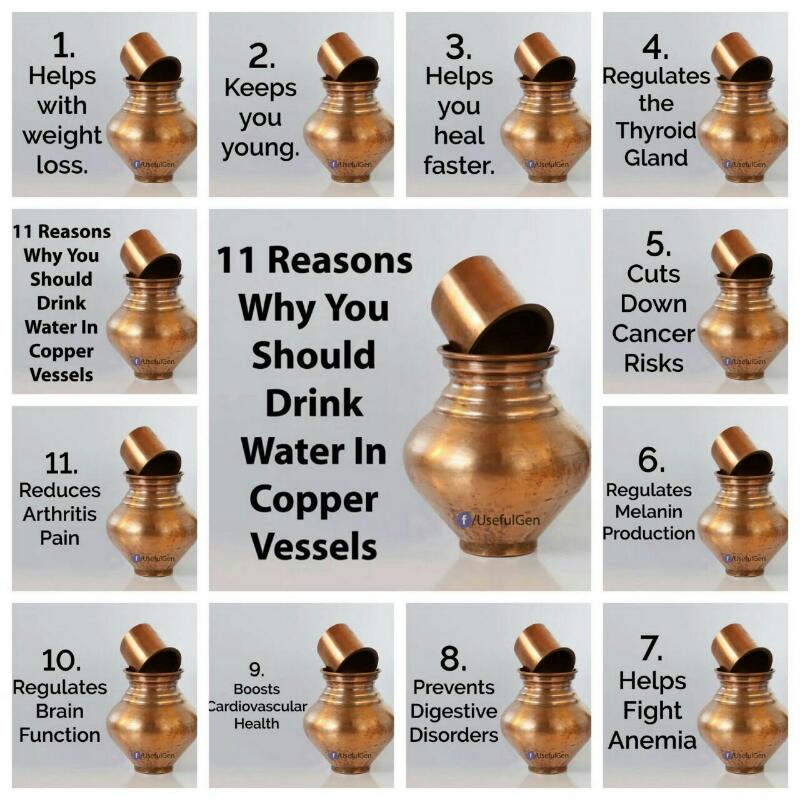 1.
Helps
with
weight
loss.
f/UsefulGen
2.
Keeps
you
young.
f/UsefulGen
3.
Helps
you
heal
faster.
f/UsefulGen
4.
Regulates
the
Thyroid
Gland
f/UsefulGen
11 Reasons
Why You
Should
Drink
Water In
Copper
Vessels
f/UsefulGen
11 Reasons
Why You
Should
Drink
Water In
Copper
Vessels
f/UsefulGen
5.
Cuts
Down
Cancer
Risks
f/UsefulGen
11.
Reduces
Arthritis
Pain
f/UsefulGen
6.
Regulates
Melanin
Production
f/UsefulGen
10.
Regulates
Brain
Function
f/UsefulGen
9.
Boosts
Cardiovascular
Health
f/UsefulGen
8.
Prevents
Digestive
Disorders
f/UsefulGen
7.
Helps
Fight
Anemia
f/UsefulGen